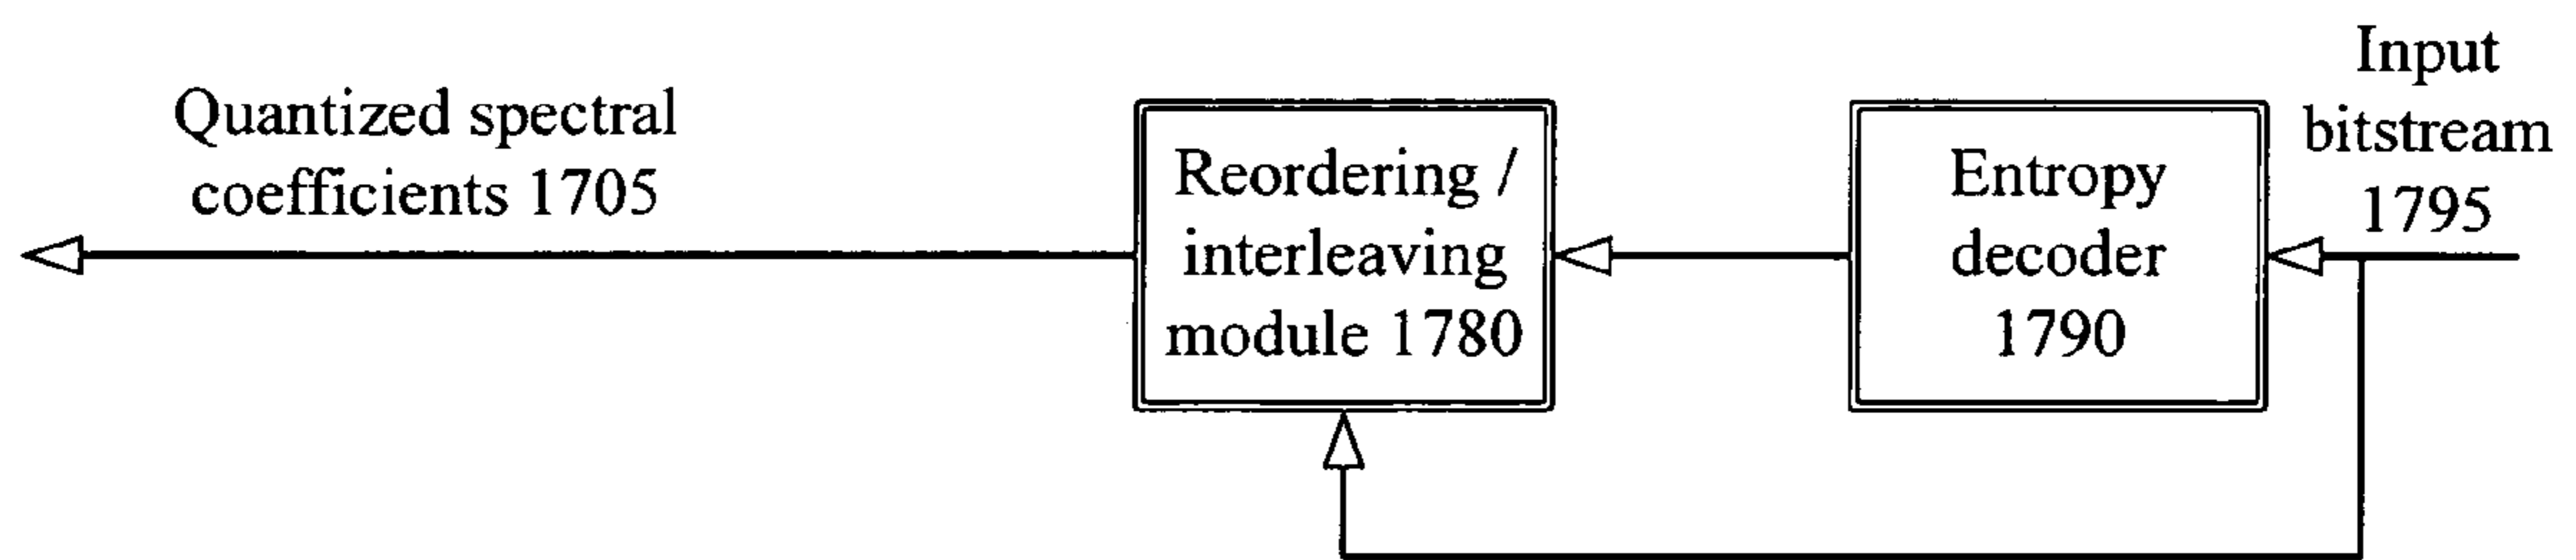 Quantized spectral
coefficients 1705
Reordering /
interleaving
module 1780
Entropy
decoder
1790
Input
bitstream
1795